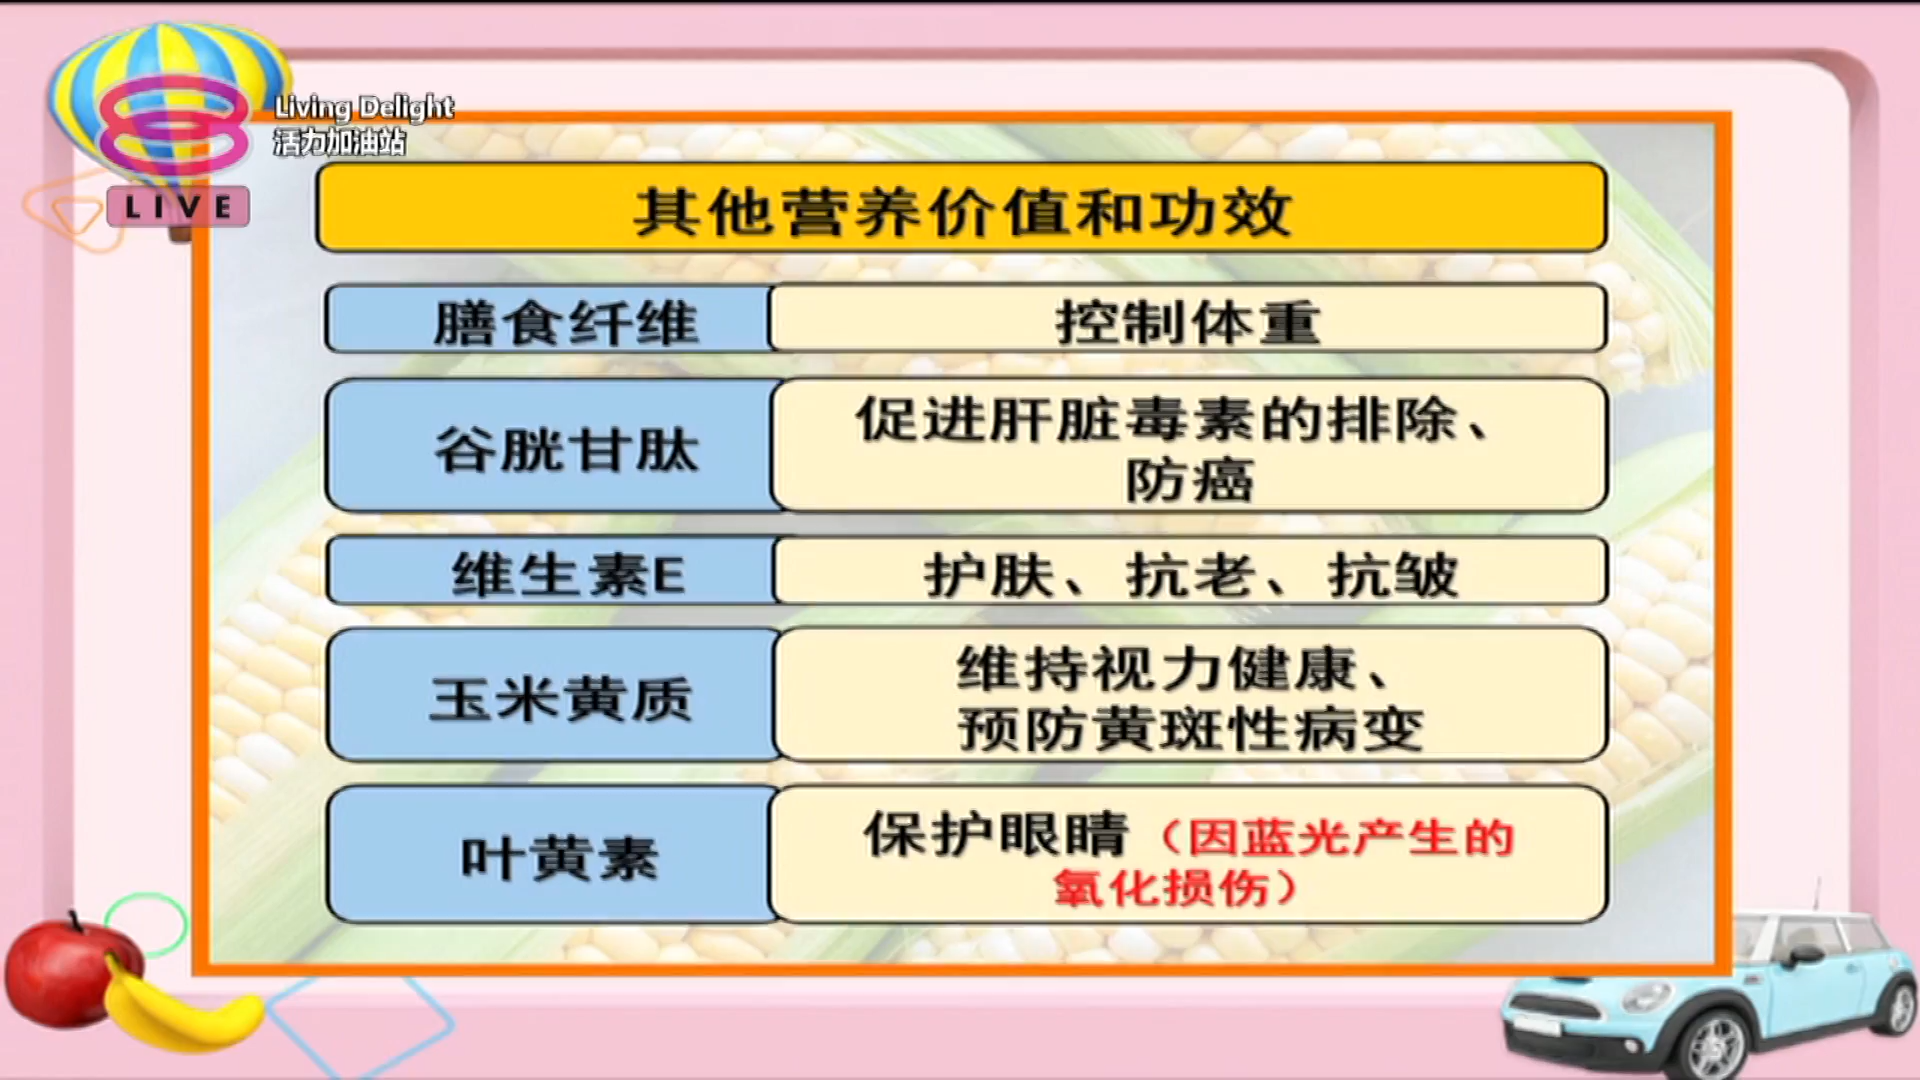 Living Delight
活力加油站
LIVE
其他营养价值和功效
膳食纤维
控制体重
谷胱甘肽
促进肝脏毒素的排除、
防癌
维生素E
护肤、抗老、抗皱
玉米黄质
维持视力健康、
预防黄斑性病变
叶黄素
保护眼睛（因蓝光产生的
氧化损伤）